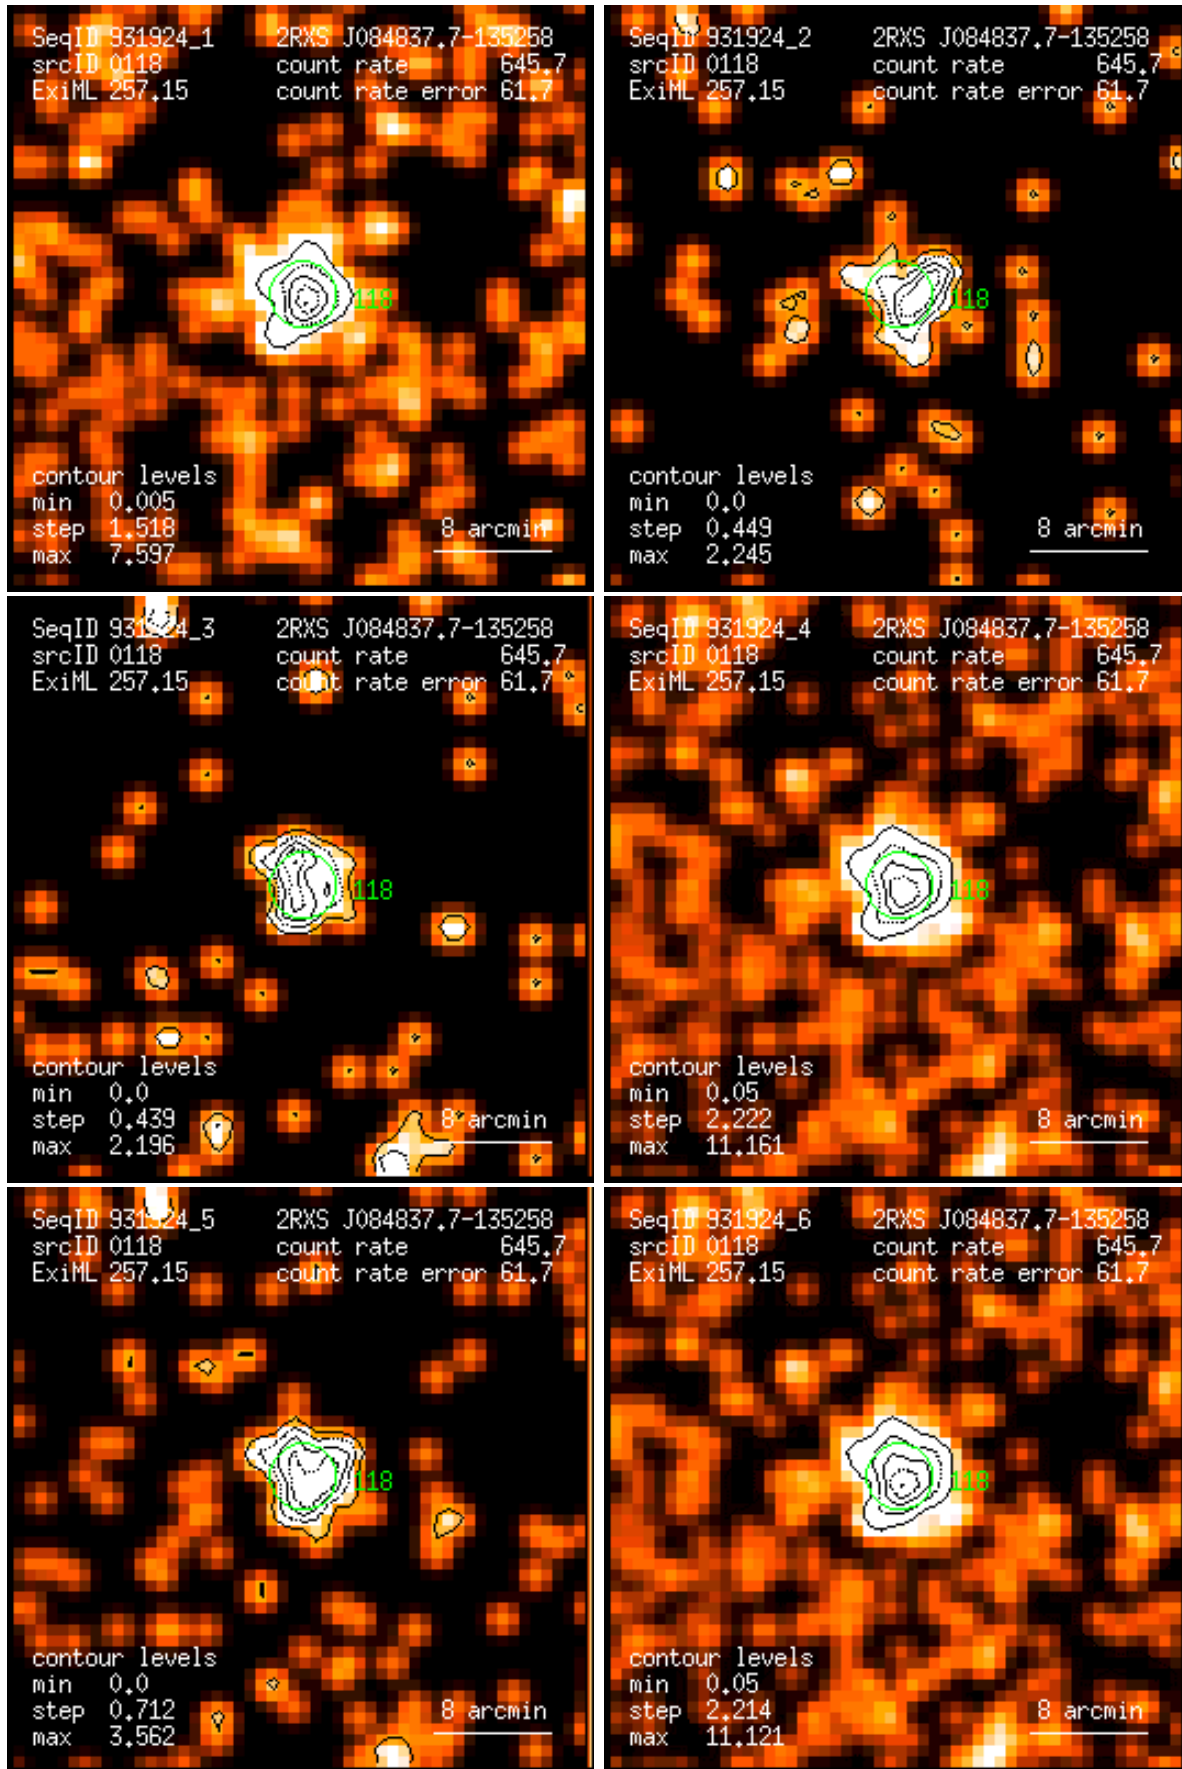 SeqID 931924_1 2RXS J084837.7-135258
srcID 0118 count rate 645.7
ExiML 257.15 count rate error 61.7
118
contour levels
min 0.005
step 1.518 8 arcmin
max 7.597
SeqID 931924_2 2RXS J084837.7-135258
srcID 0118 count rate 645.7
ExiML 257.15 count rate error 61.7
118
contour levels
min 0.0
step 0.449 8 arcmin
max 2.245
SeqID 931924_3 2RXS J084837.7-135258
srcID 0118 count rate 645.7
ExiML 257.15 count rate error 61.7
118
contour levels
min 0.0
step 0.439 8 arcmin
max 2.196
SeqID 931924_4 2RXS J084837.7-135258
srcID 0118 count rate 645.7
ExiML 257.15 count rate error 61.7
118
contour levels
min 0.05
step 2.222 8 arcmin
max 11.161
SeqID 931924_5 2RXS J084837.7-135258
srcID 0118 count rate 645.7
ExiML 257.15 count rate error 61.7
118
contour levels
min 0.0
step 0.712 8 arcmin
max 3.562
SeqID 931924_6 2RXS J084837.7-135258
srcID 0118 count rate 645.7
ExiML 257.15 count rate error 61.7
118
contour levels
min 0.05
step 2.214 8 arcmin
max 11.121